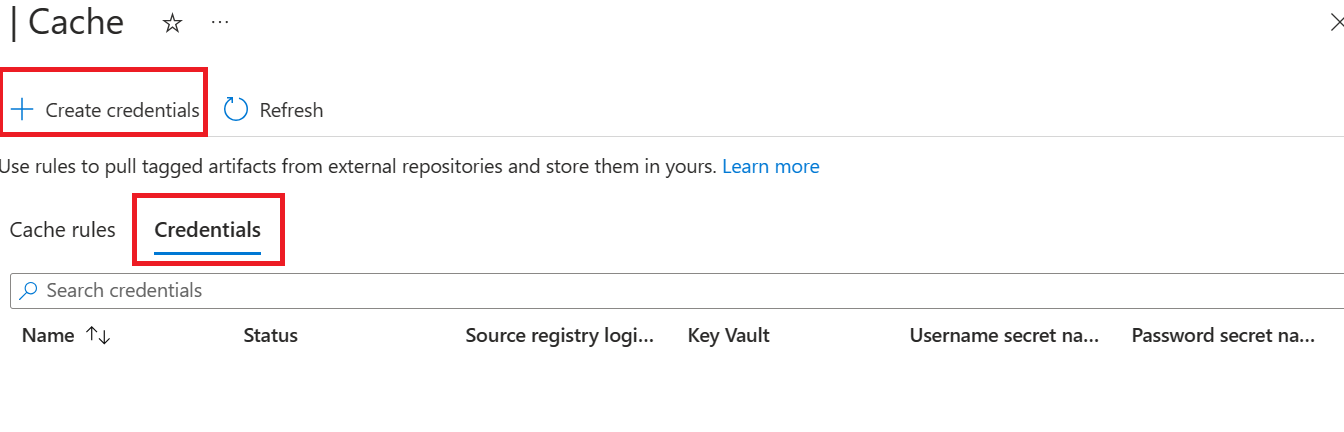 | Cache
Create credentials Refresh
Use rules to pull tagged artifacts from external repositories and store them in yours. Learn more
Cache rules Credentials
Search credentials
Name Status Source registry logi... Key Vault Username secret na... Password secret na...